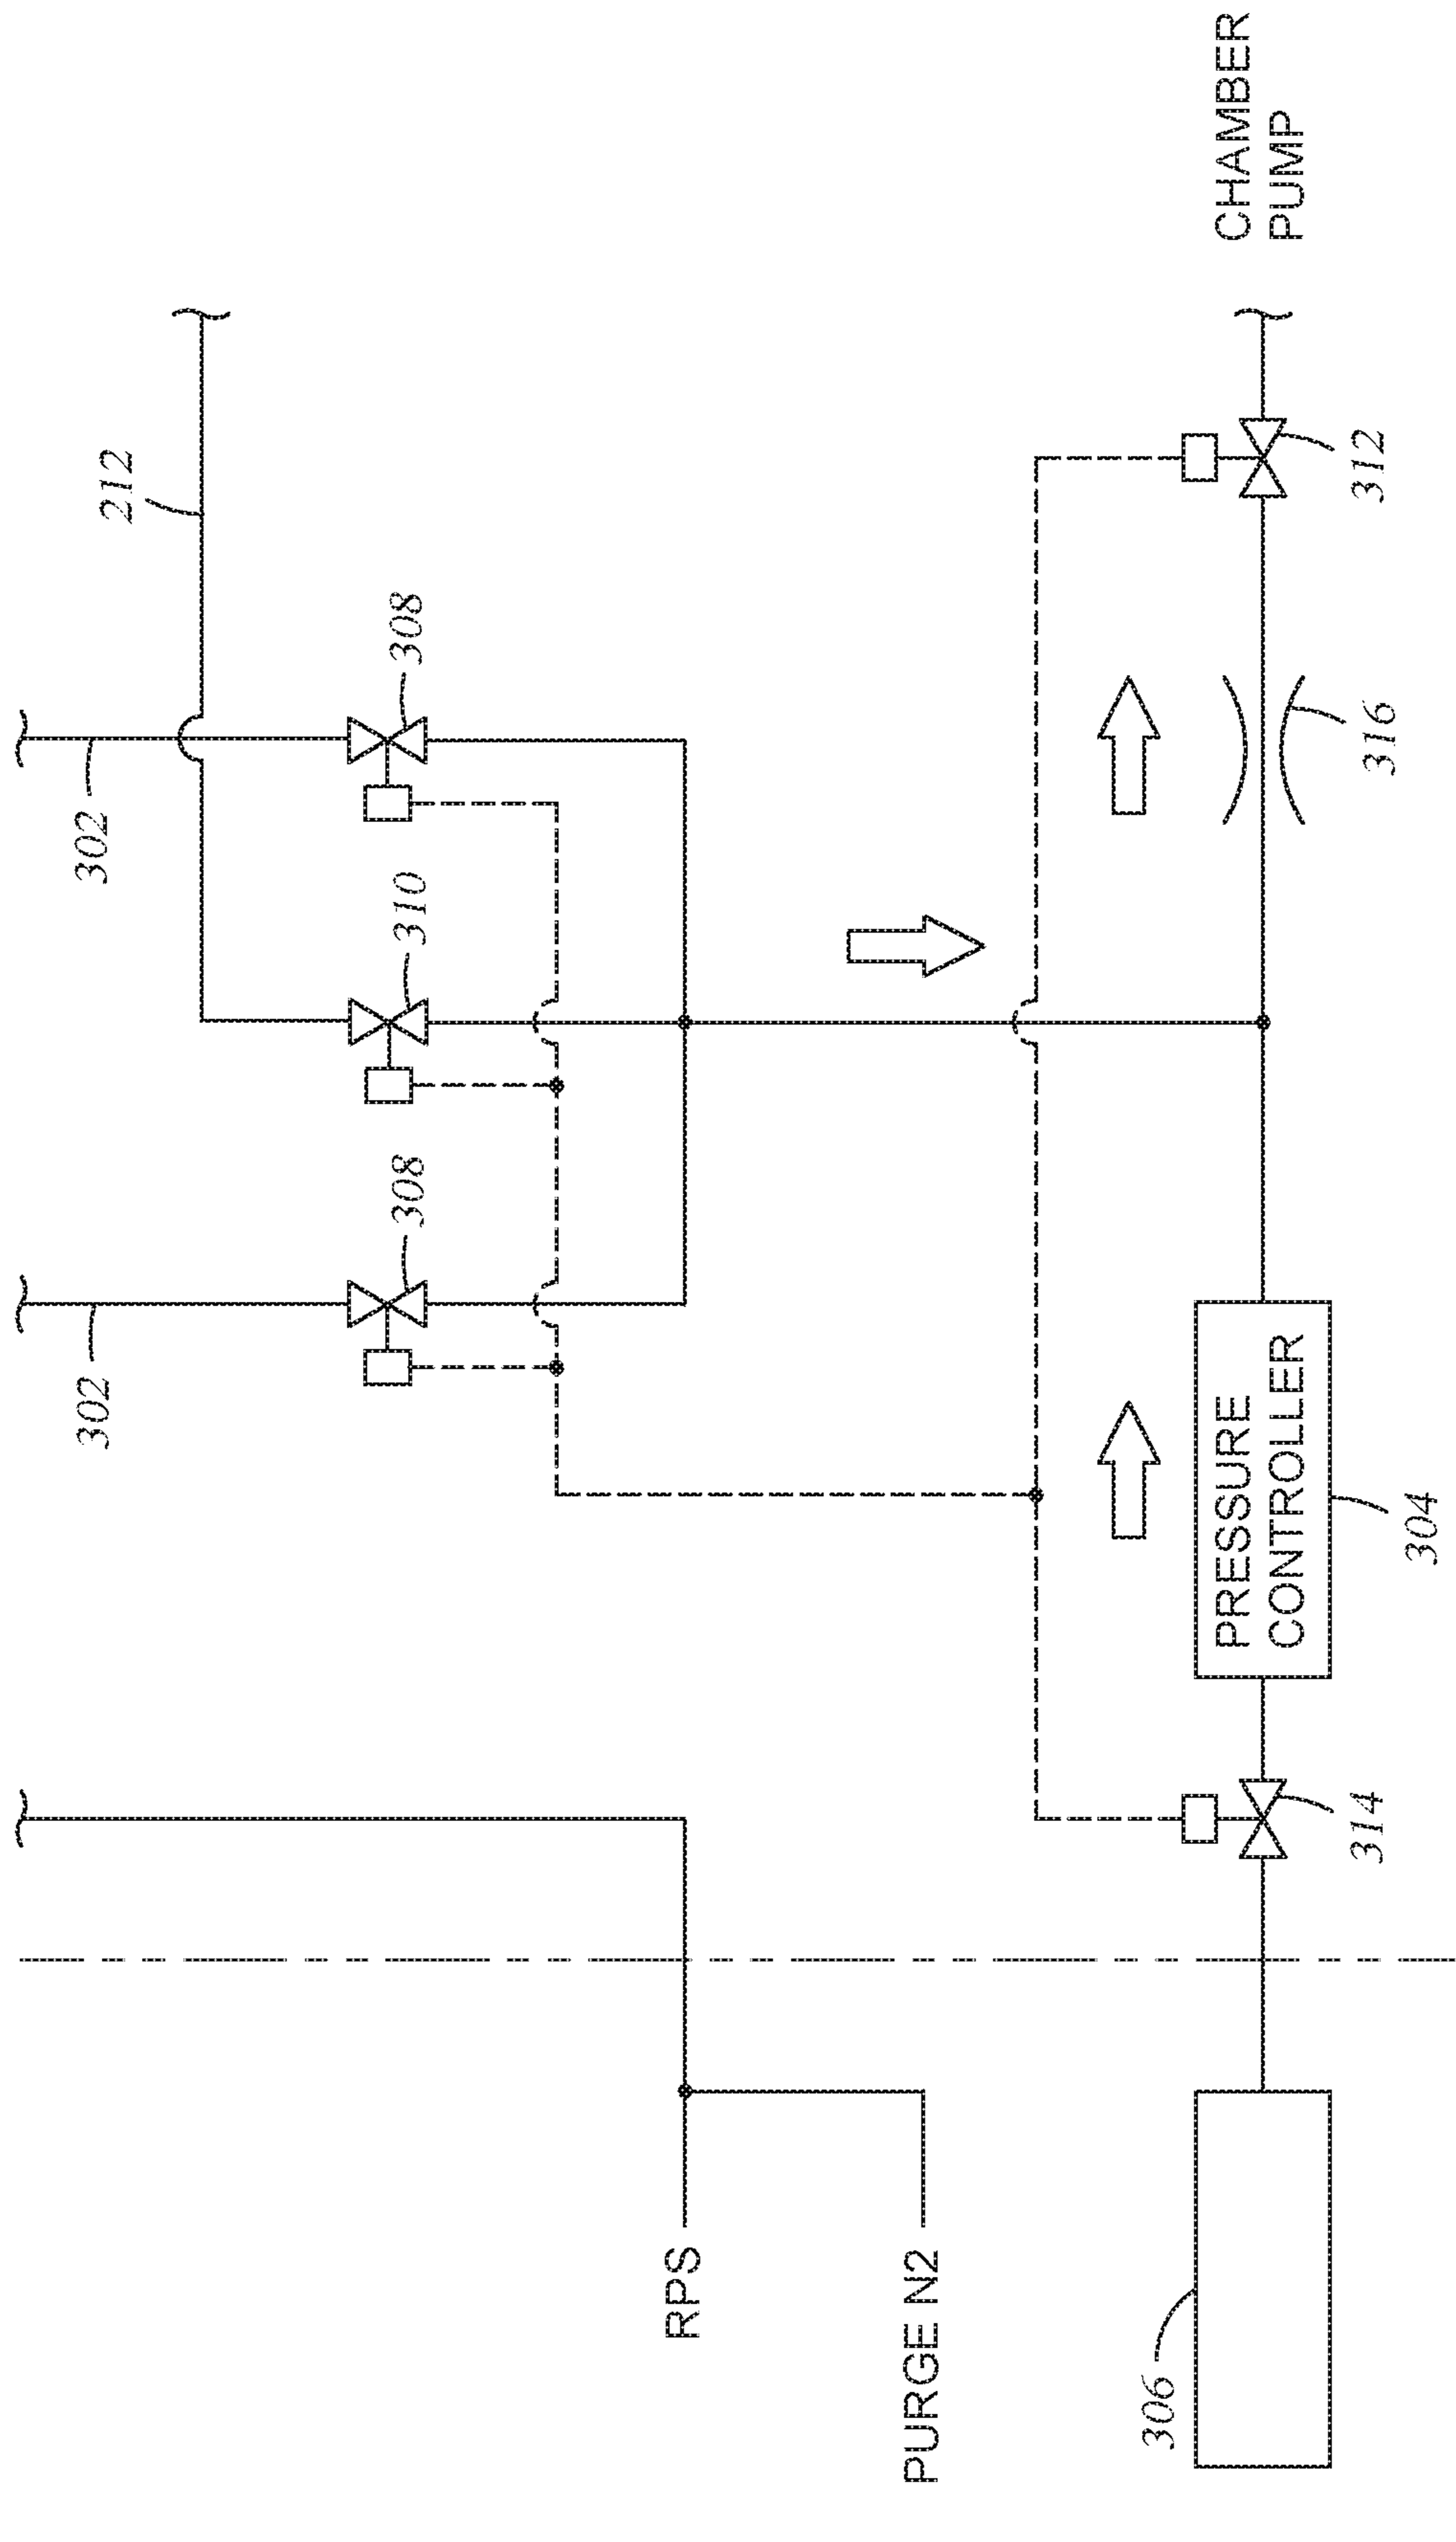 302
302
212
308
310
308
RPS
PURGE N2
306
PRESSURE
CONTROLLER
CHAMBER
PUMP
314
304
316
312